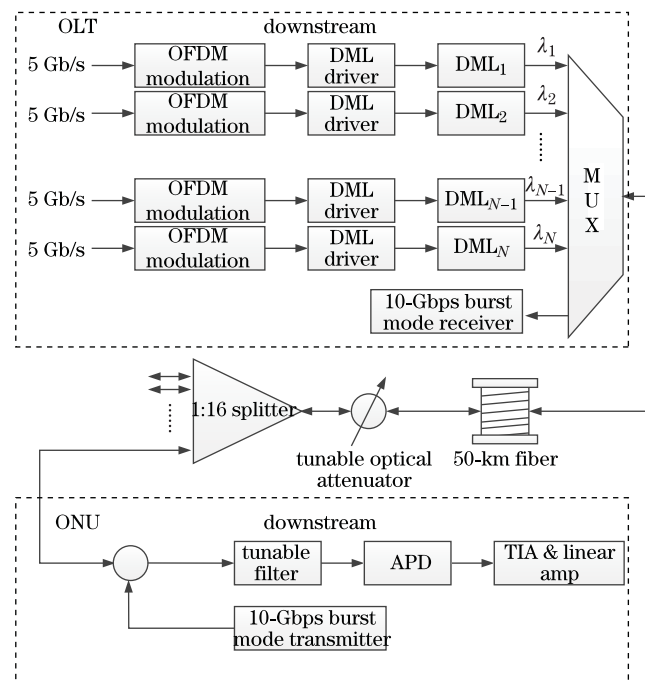 OLT downstream
5 Gb/s OFDM modulation DML driver DML1 λ1
5 Gb/s OFDM modulation DML driver DML2 λ2
5 Gb/s OFDM modulation DML driver DMLN−1 λN−1
5 Gb/s OFDM modulation DML driver DMLN λN
MUX
10-Gbps burst
mode receiver
1:16 splitter
tunable optical
attenuator
50-km fiber
ONU downstream
tunable
filter
APD
TIA & linear
amp
10-Gbps burst
mode transmitter